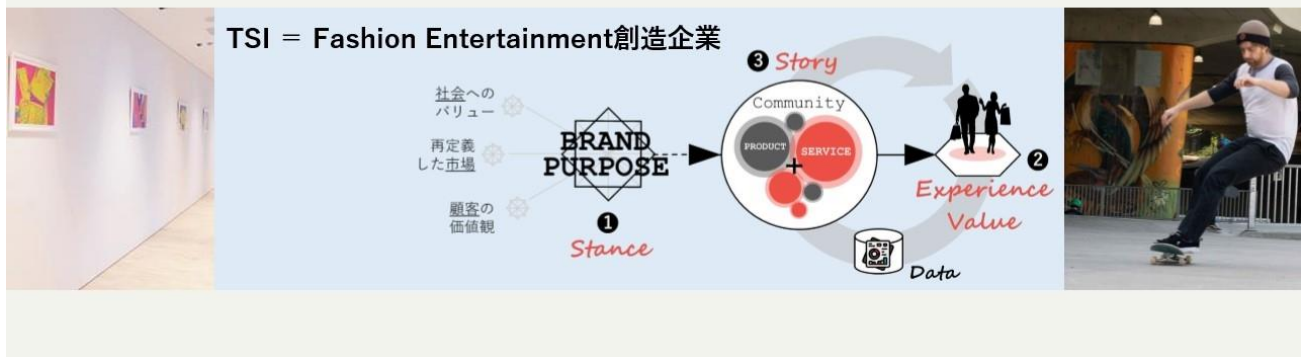 TSI = Fashion Entertainment創造企業
社会への
バリュー
再定義
した市場
顧客の
価値観
BRAND
PURPOSE
❶
Stance
❸ Story
Community
PRODUCT
+
SERVICE
❷
Experience
Value
Data